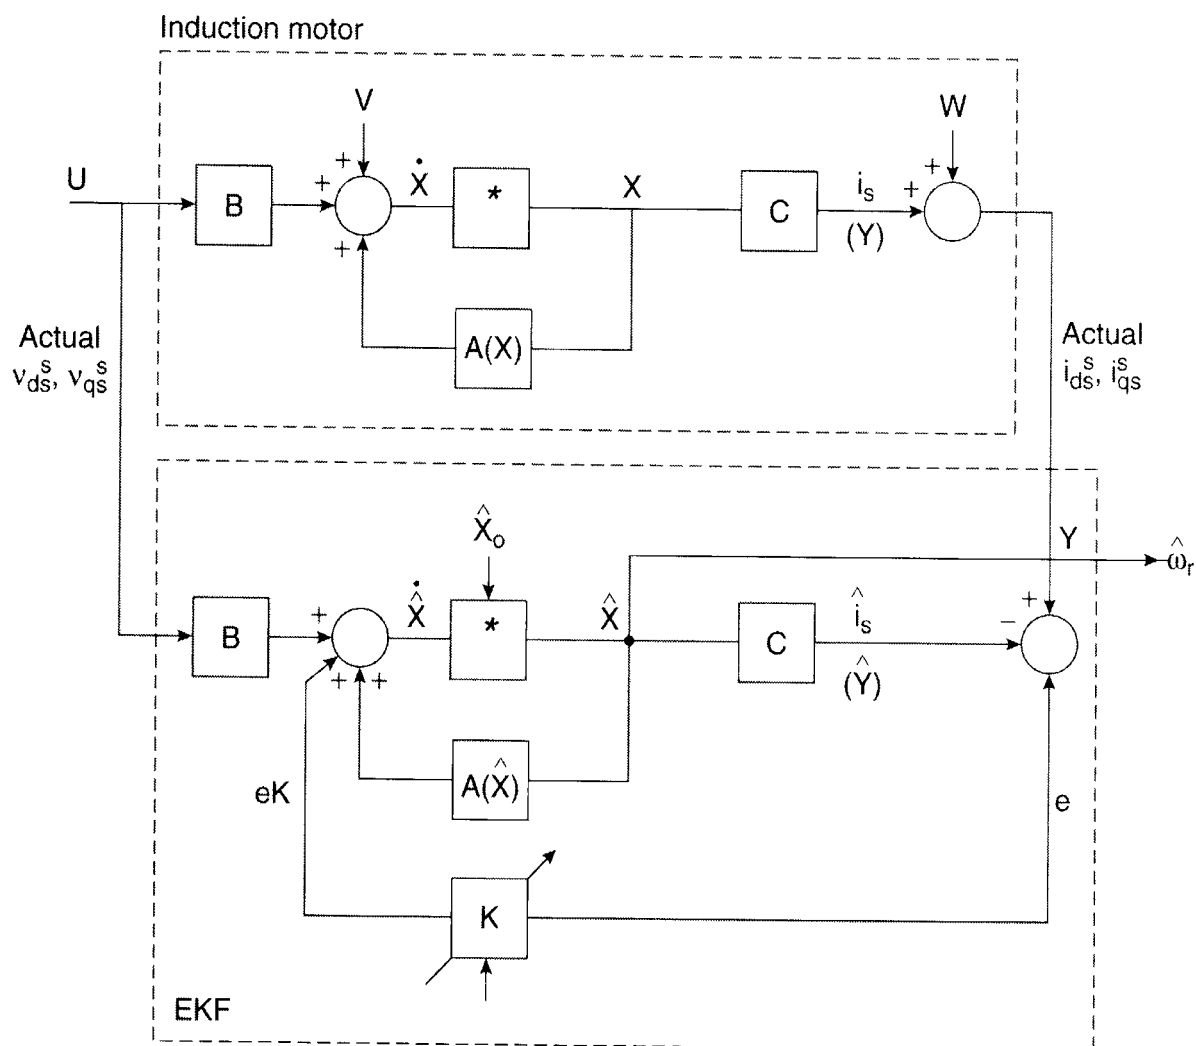 Induction motor
V
W
U
B
+
+
+
Ẋ
*
X
C
i_s
(Y)
+
+
A(X)
Actual
v_ds^s, v_qs^s
Actual
i_ds^s, i_qs^s
X̂_o
Y
ω̂_r
B
+
+
+
X̂̇
*
X̂
C
î_s
(Ŷ)
+
−
A(X̂)
eK
e
K
EKF